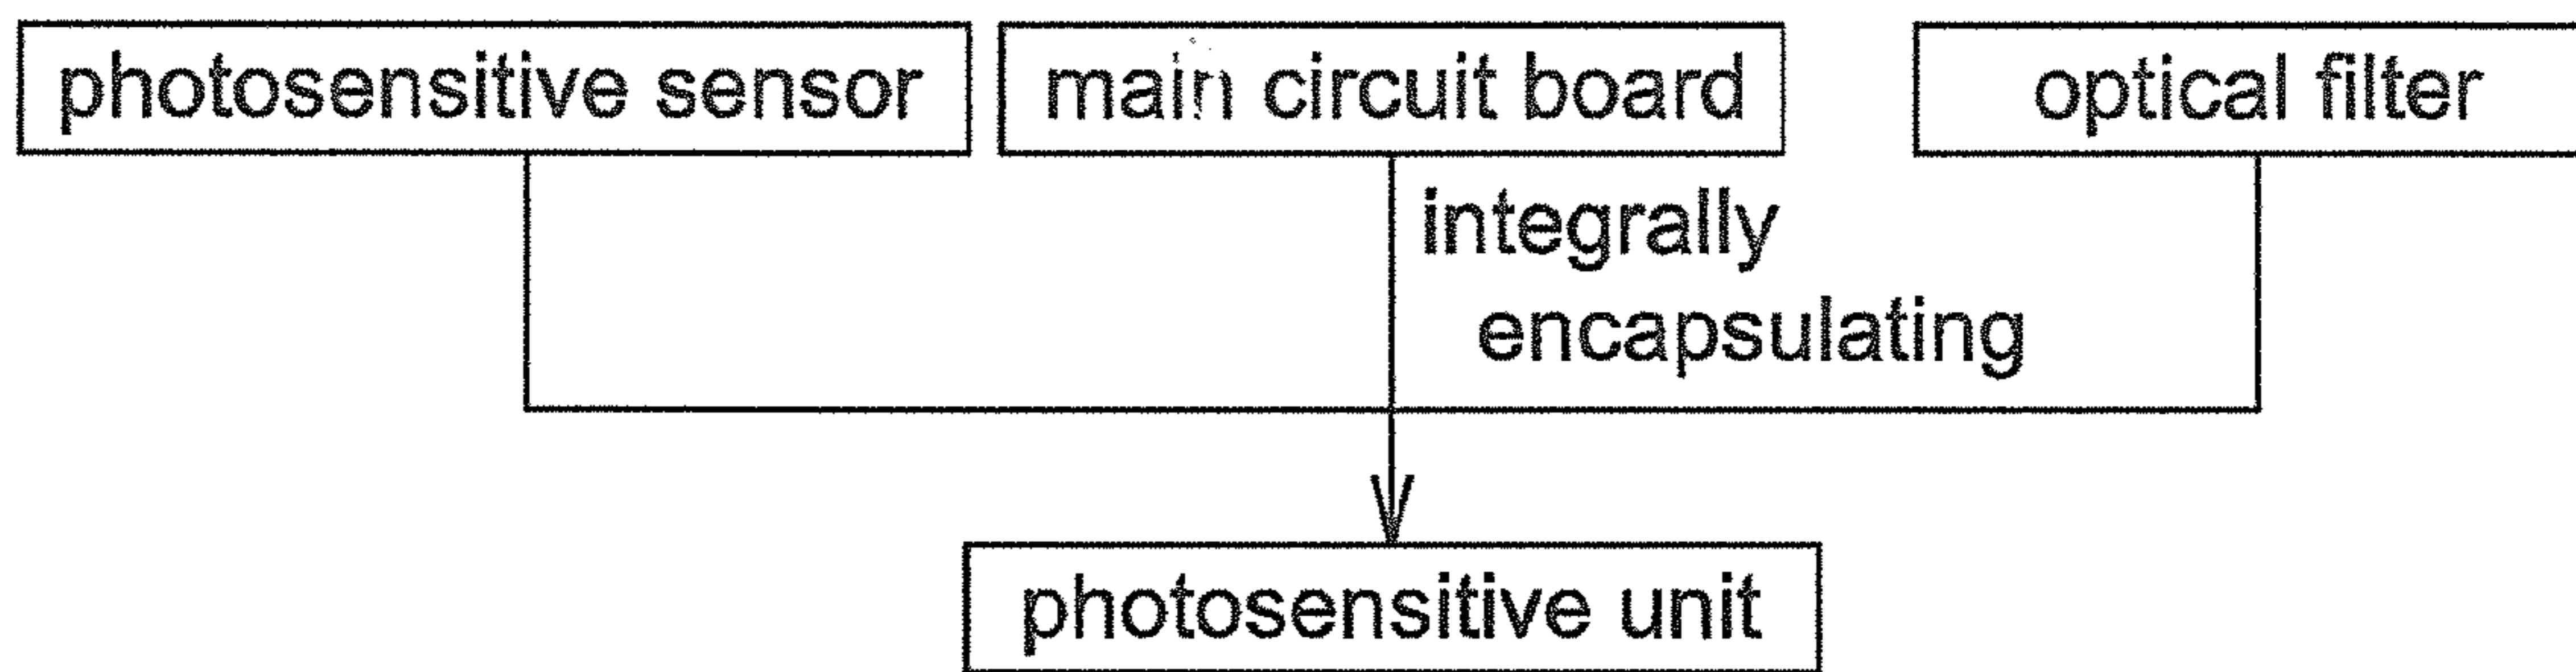 photosensitive sensor
main circuit board
optical filter
integrally
encapsulating
photosensitive unit